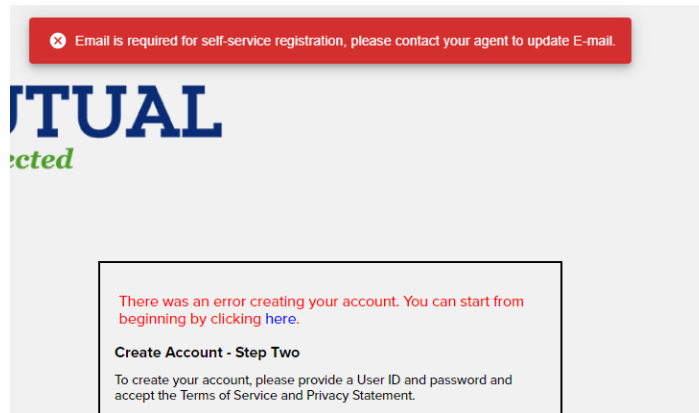 Email is required for self-service registration, please contact your agent to update E-mail.
UTUAL
ected
There was an error creating your account. You can start from
beginning by clicking here.
Create Account - Step Two
To create your account, please provide a User ID and password and
accept the Terms of Service and Privacy Statement.